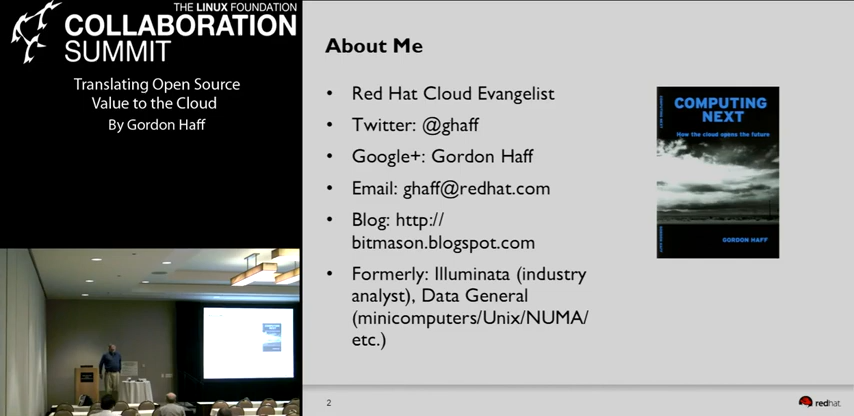 THE LINUX FOUNDATION
COLLABORATION
SUMMIT
Translating Open Source
Value to the Cloud
By Gordon Haff
About Me
• Red Hat Cloud Evangelist
• Twitter: @ghaff
• Google+: Gordon Haff
• Email: ghaff@redhat.com
• Blog: http://
bitmason.blogspot.com
• Formerly: Illuminata (industry
analyst), Data General
(minicomputers/Unix/NUMA/
etc.)
COMPUTING
NEXT
How the cloud opens the future
GORDON HAFF
2
redhat